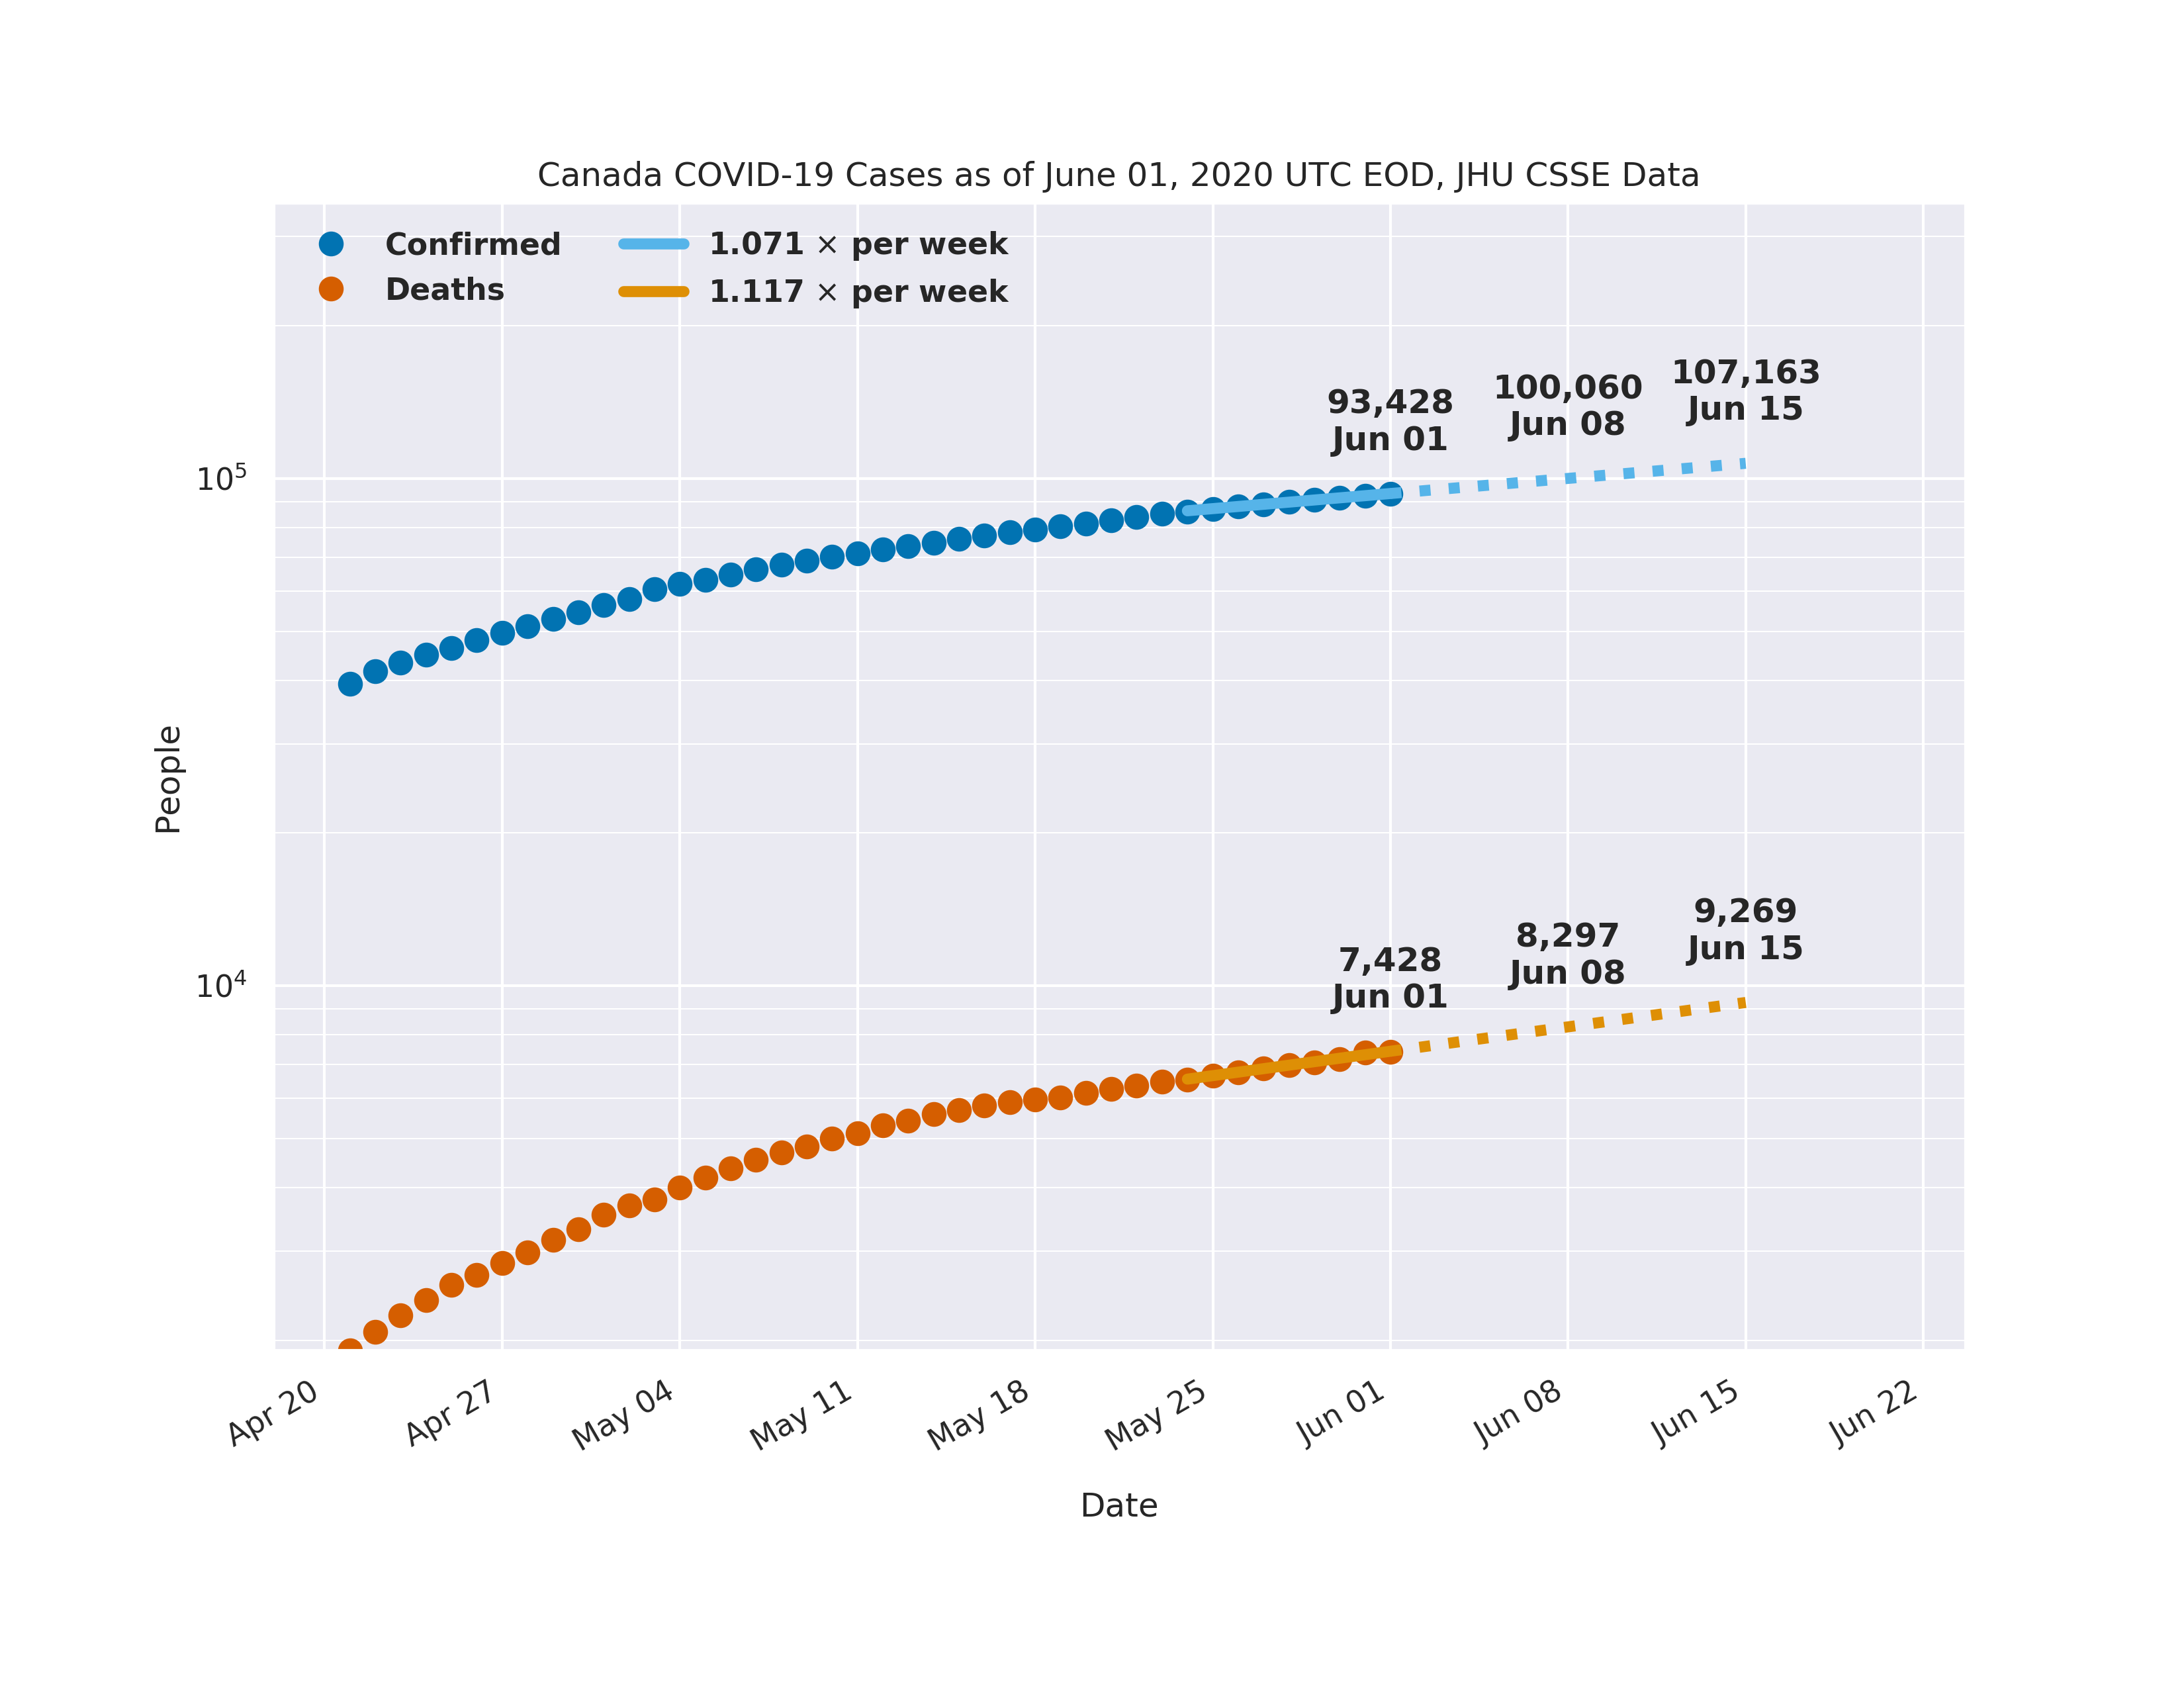 Canada COVID-19 Cases as of June 01, 2020 UTC EOD, JHU CSSE Data
Confirmed
Deaths
1.071 × per week
1.117 × per week
93,428
Jun 01
100,060
Jun 08
107,163
Jun 15
10⁵
People
7,428
Jun 01
8,297
Jun 08
9,269
Jun 15
10⁴
Apr 20
Apr 27
May 04
May 11
May 18
May 25
Jun 01
Jun 08
Jun 15
Jun 22
Date